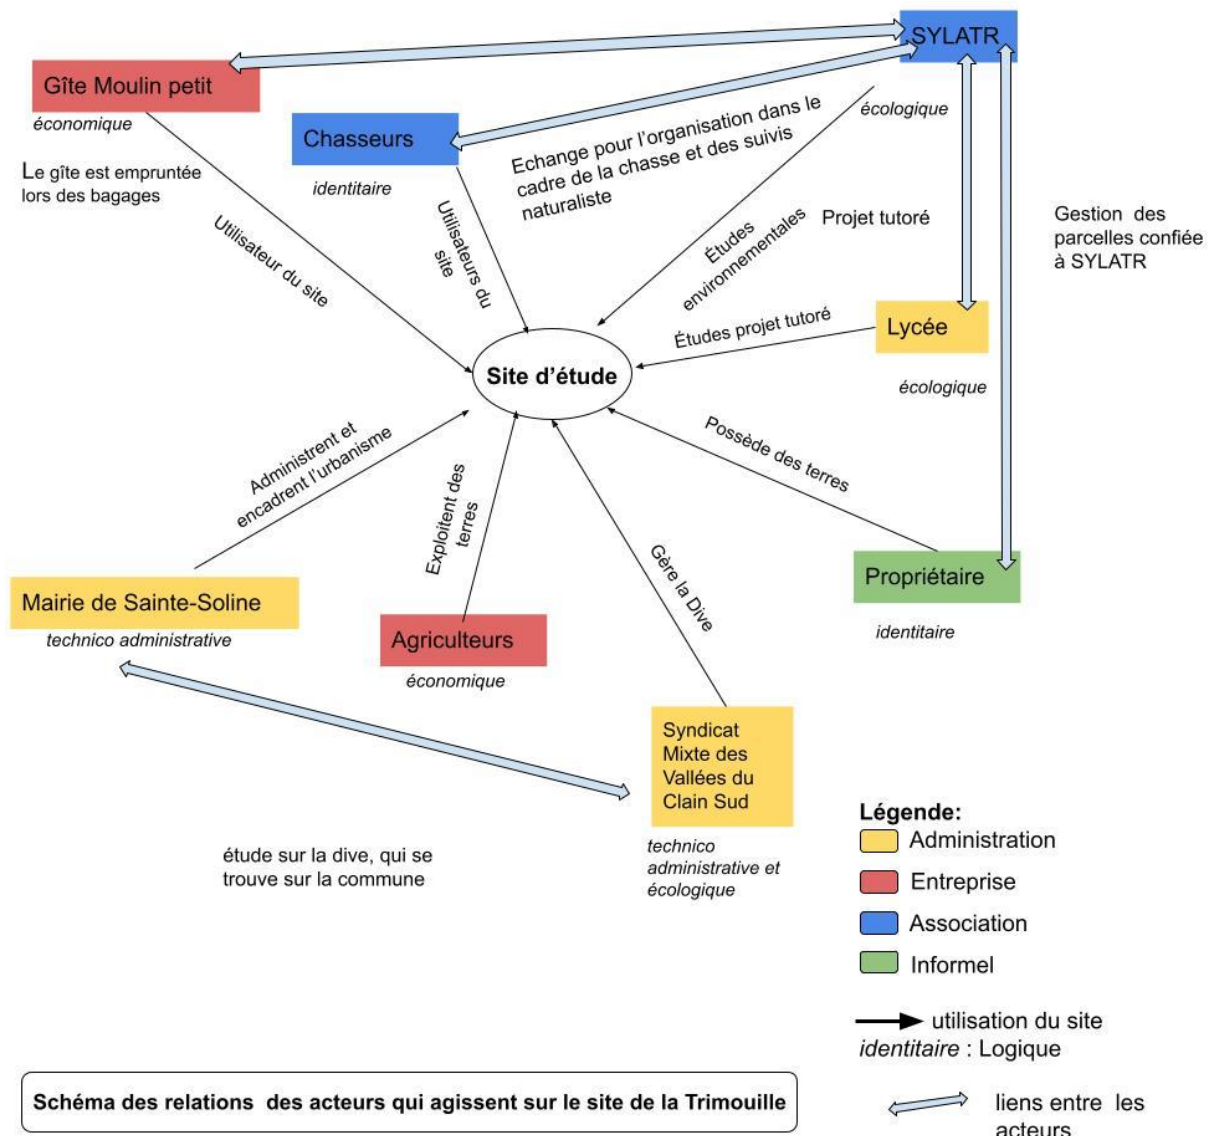 SYLATR
écologique
Gîte Moulin petit
économique
Le gîte est empruntée
lors des bagages
Chasseurs
identitaire
Echange pour l'organisation dans le
cadre de la chasse et des suivis
naturaliste
Utilisateur du site
Utilisateurs du
site
Études
environnementales
Projet tutoré
Gestion des
parcelles confiée
à SYLATR
Lycée
écologique
Études projet tutoré
Site d'étude
Possède des terres
Administrent et
encadrent l'urbanisme
Exploitent des
terres
Gère la Dive
Propriétaire
identitaire
Mairie de Sainte-Soline
technico administrative
Agriculteurs
économique
Syndicat
Mixte des
Vallées du
Clain Sud
technico
administrative et
écologique
étude sur la dive, qui se
trouve sur la commune
Légende:
Administration
Entreprise
Association
Informel
utilisation du site
identitaire : Logique
liens entre les
acteurs
Schéma des relations des acteurs qui agissent sur le site de la Trimouille